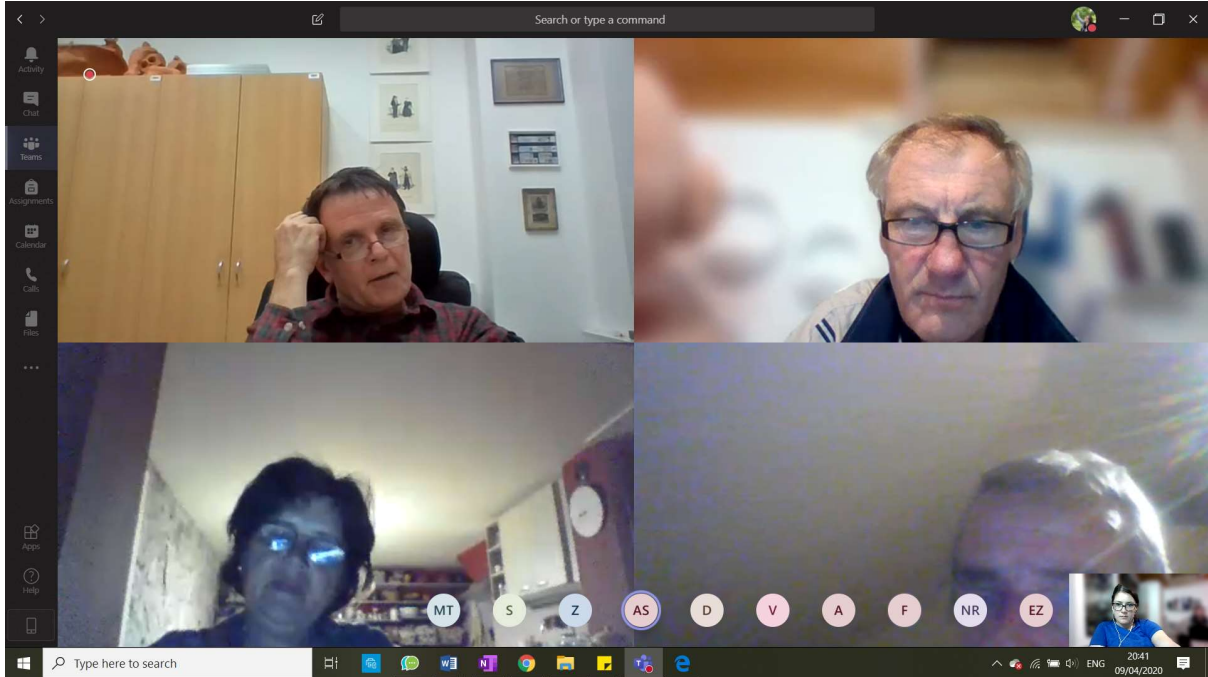 Search or type a command
Activity
Chat
Teams
Assignments
Calendar
Calls
Files
Apps
Help
MT
S
Z
AS
D
V
A
F
NR
EZ
Type here to search
ENG
20:41
09/04/2020